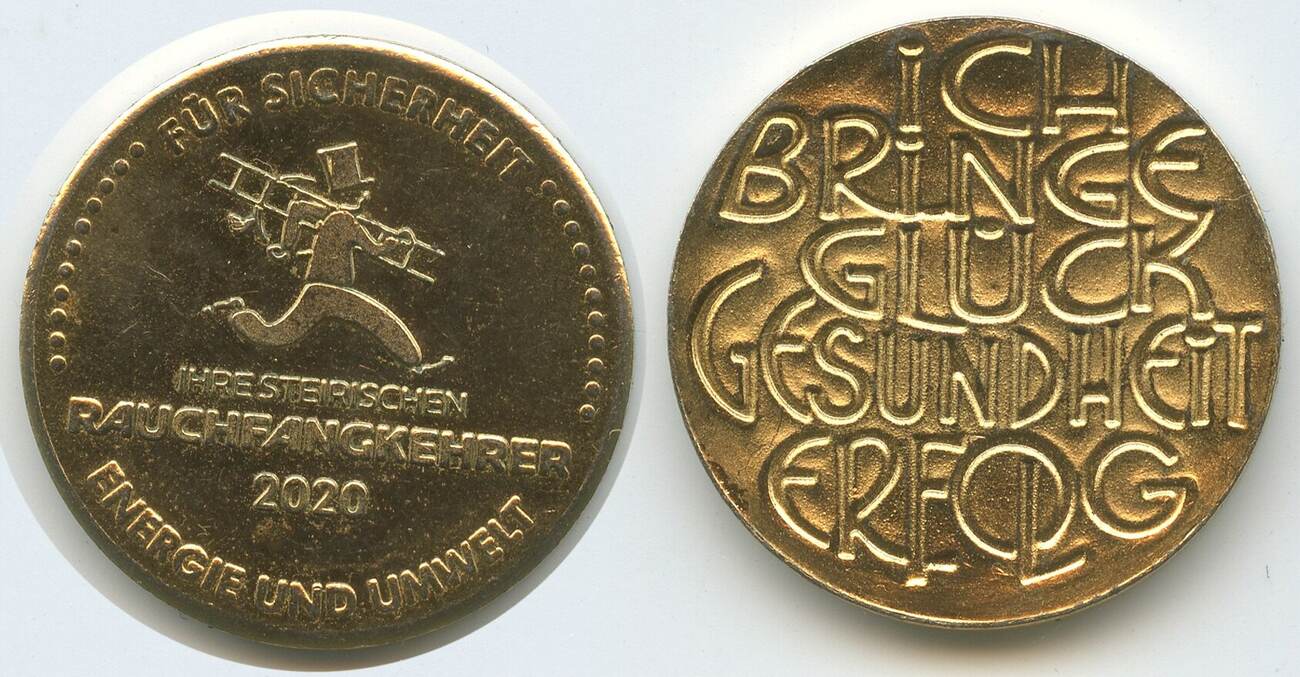 FÜR SICHERHEIT
IHRE STEIRISCHEN
RAUCHFANGKEHRER
2020
ENERGIE UND UMWELT
ICH
BRINGE
GLÜCK
GESUNDHEIT
ERFOLG